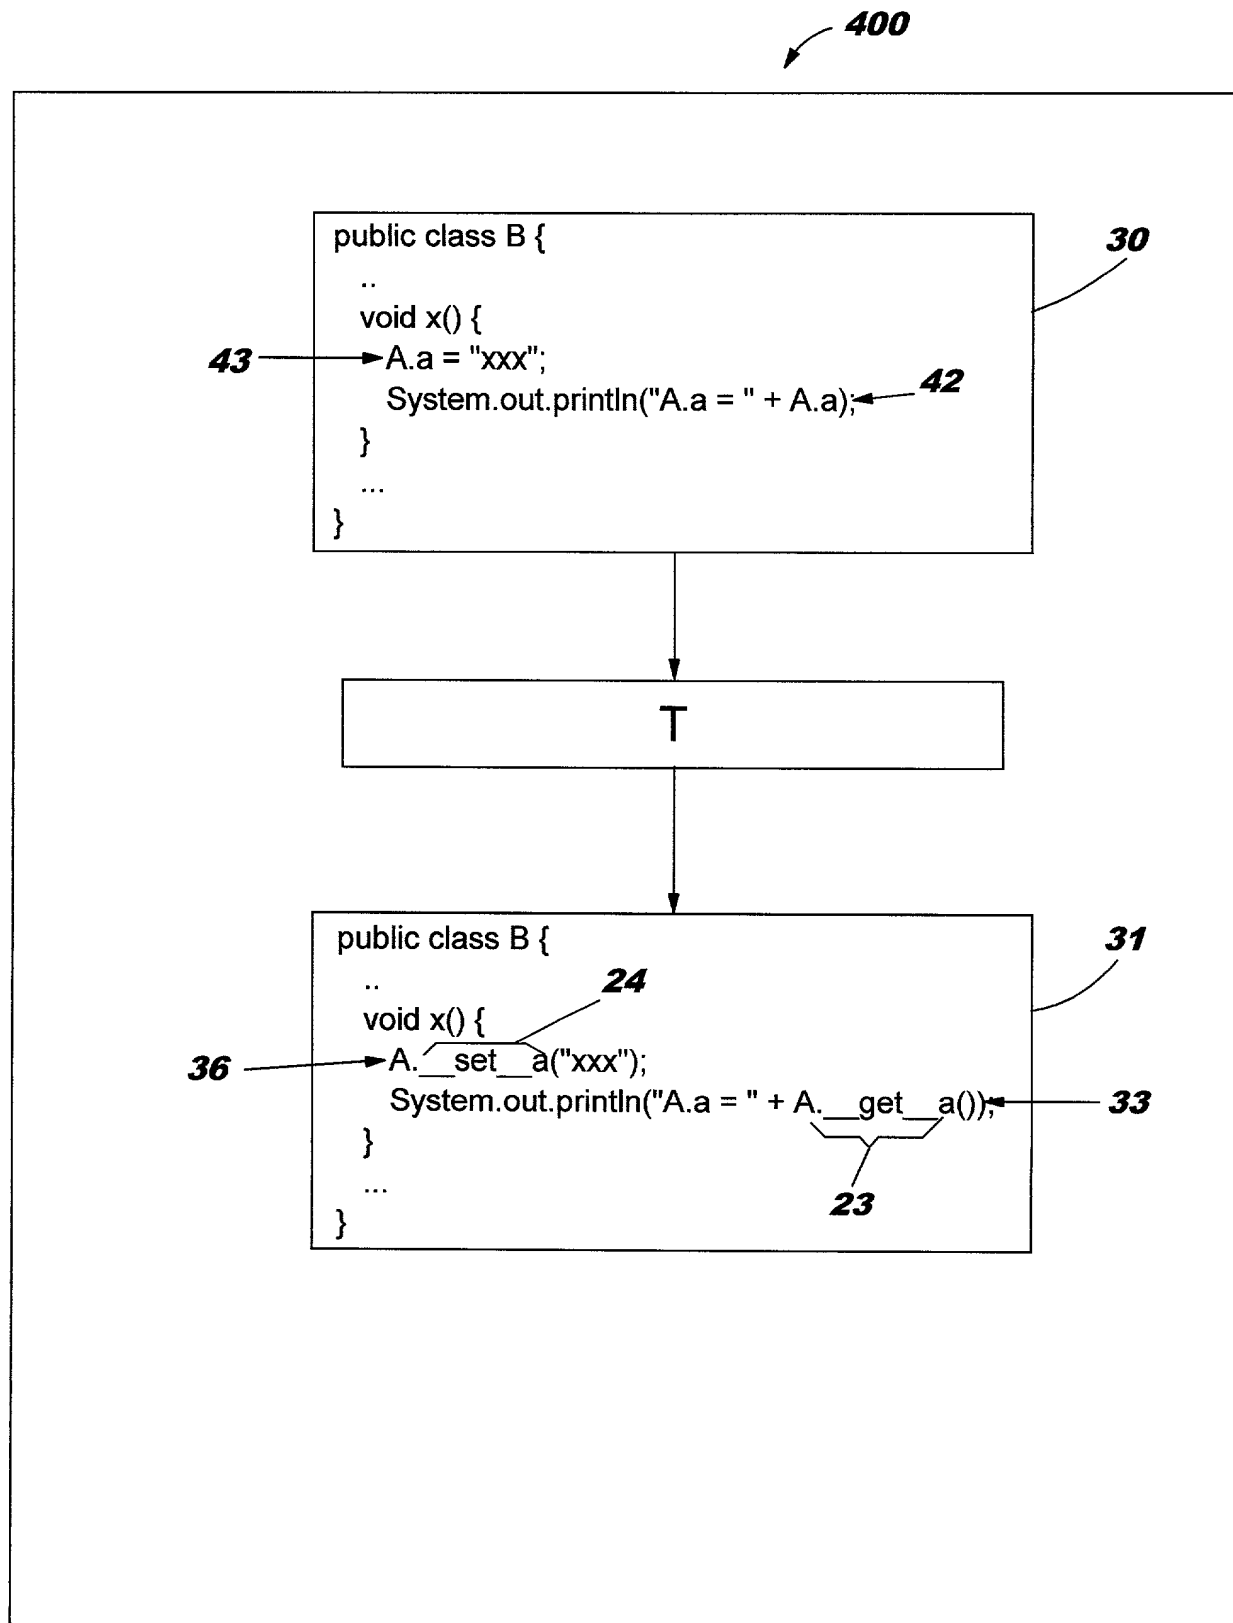 400
public class B {
30
..
void x() {
43
A.a = "xxx";
System.out.println("A.a = " + A.a);
42
}
...
}
T
public class B {
31
..
24
void x() {
36
A.__set__a("xxx");
System.out.println("A.a = " + A.__get__a());
33
}
...
23
}